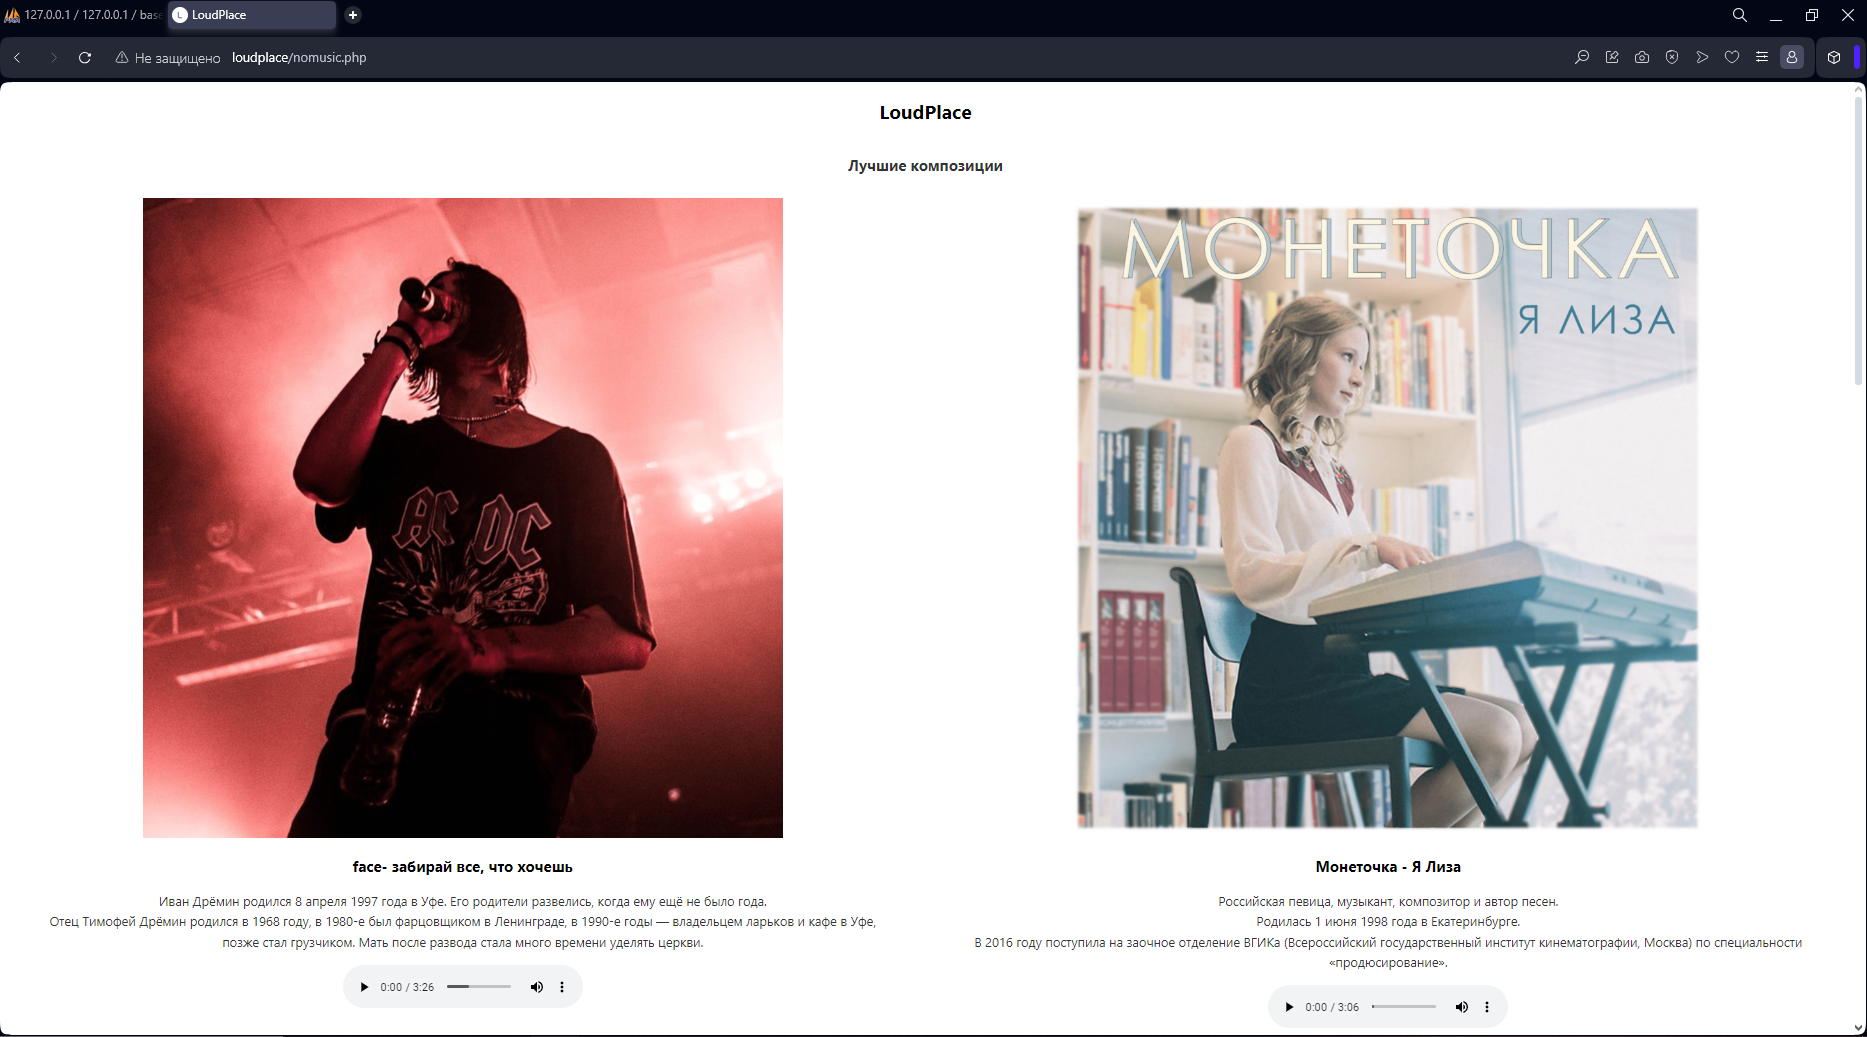 127.0.0.1 / 127.0.0.1 / base
L
LoudPlace
Не защищено
loudplace/nomusic.php
LoudPlace
Лучшие композиции
AC DC
МОНЕТОЧКА
Я ЛИЗА
face- забирай все, что хочешь
Иван Дрёмин родился 8 апреля 1997 года в Уфе. Его родители развелись, когда ему ещё не было года.
Отец Тимофей Дрёмин родился в 1968 году, в 1980-е был фарцовщиком в Ленинграде, в 1990-е годы — владельцем ларьков и кафе в Уфе,
позже стал грузчиком. Мать после развода стала много времени уделять церкви.
0:00 / 3:26
Монеточка - Я Лиза
Российская певица, музыкант, композитор и автор песен.
Родилась 1 июня 1998 года в Екатеринбурге.
В 2016 году поступила на заочное отделение ВГИКа (Всероссийский государственный институт кинематографии, Москва) по специальности
«продюсирование».
0:00 / 3:06